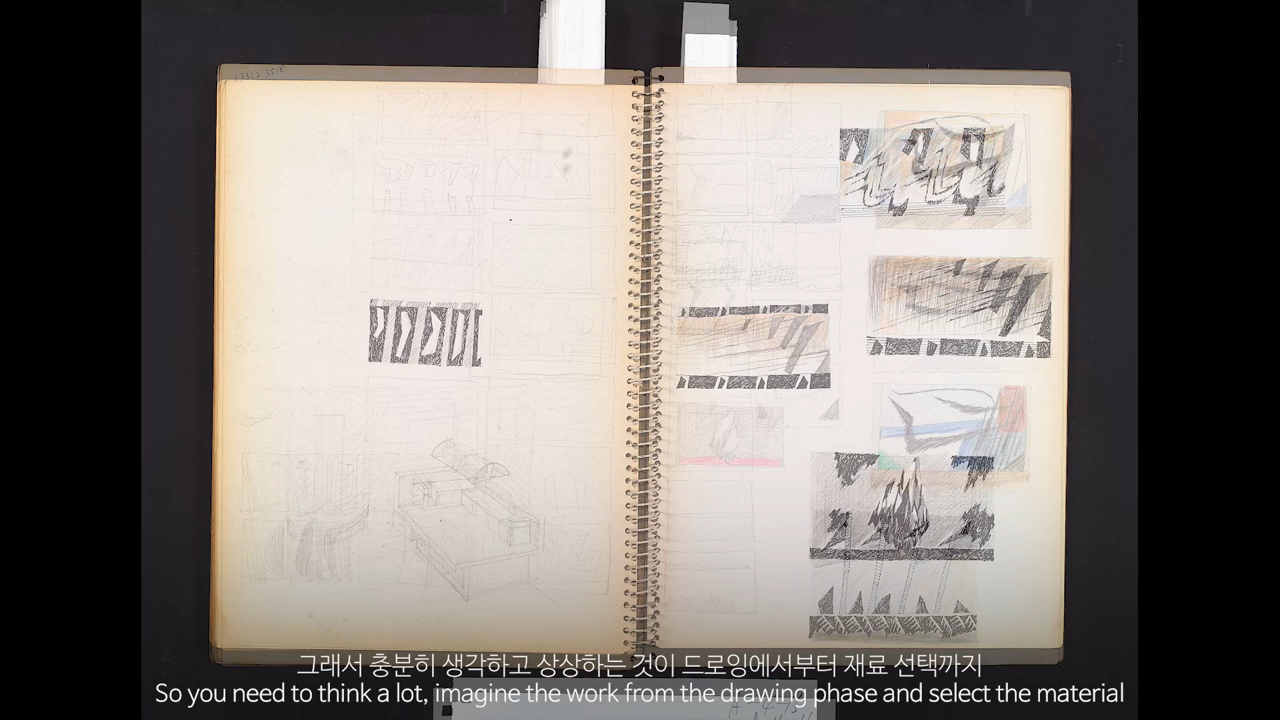 그래서 충분히 생각하고 상상하는 것이 드로잉에서부터 재료 선택까지
So you need to think a lot, imagine the work from the drawing phase and select the material